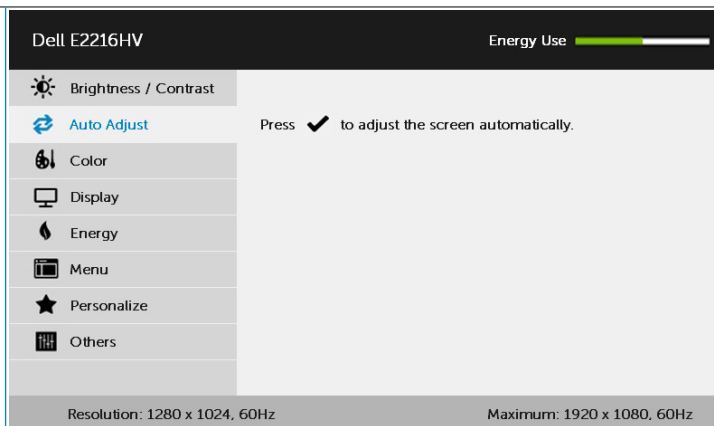 Dell E2216HV
Energy Use
Brightness / Contrast
Auto Adjust
Press ✔ to adjust the screen automatically.
Color
Display
Energy
Menu
Personalize
Others
Resolution: 1280 x 1024, 60Hz
Maximum: 1920 x 1080, 60Hz